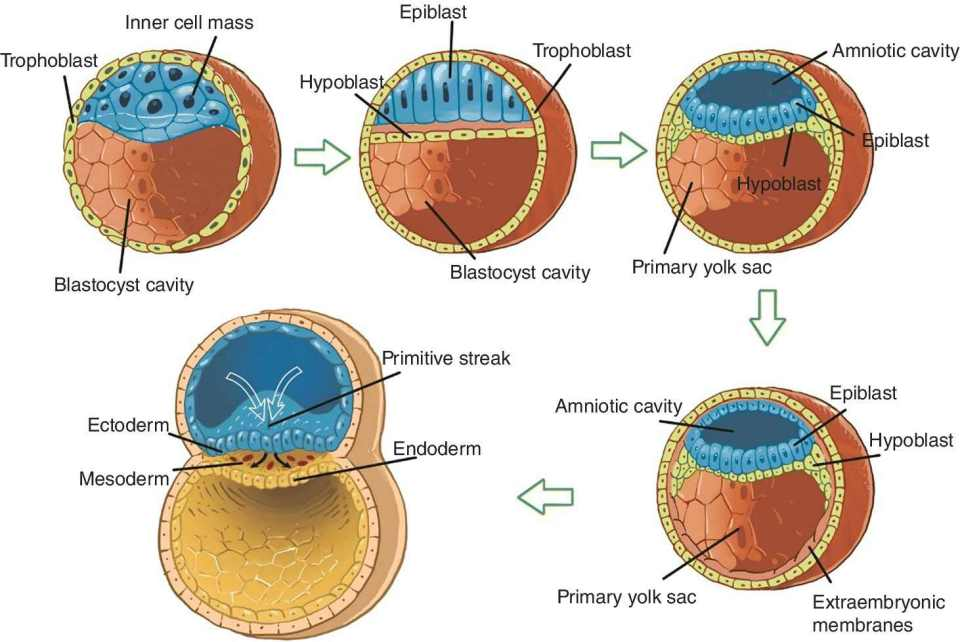 Inner cell mass
Trophoblast
Blastocyst cavity
Epiblast
Trophoblast
Hypoblast
Blastocyst cavity
Amniotic cavity
Epiblast
Hypoblast
Primary yolk sac
Amniotic cavity
Epiblast
Hypoblast
Primary yolk sac
Extraembryonic
membranes
Primitive streak
Ectoderm
Endoderm
Mesoderm